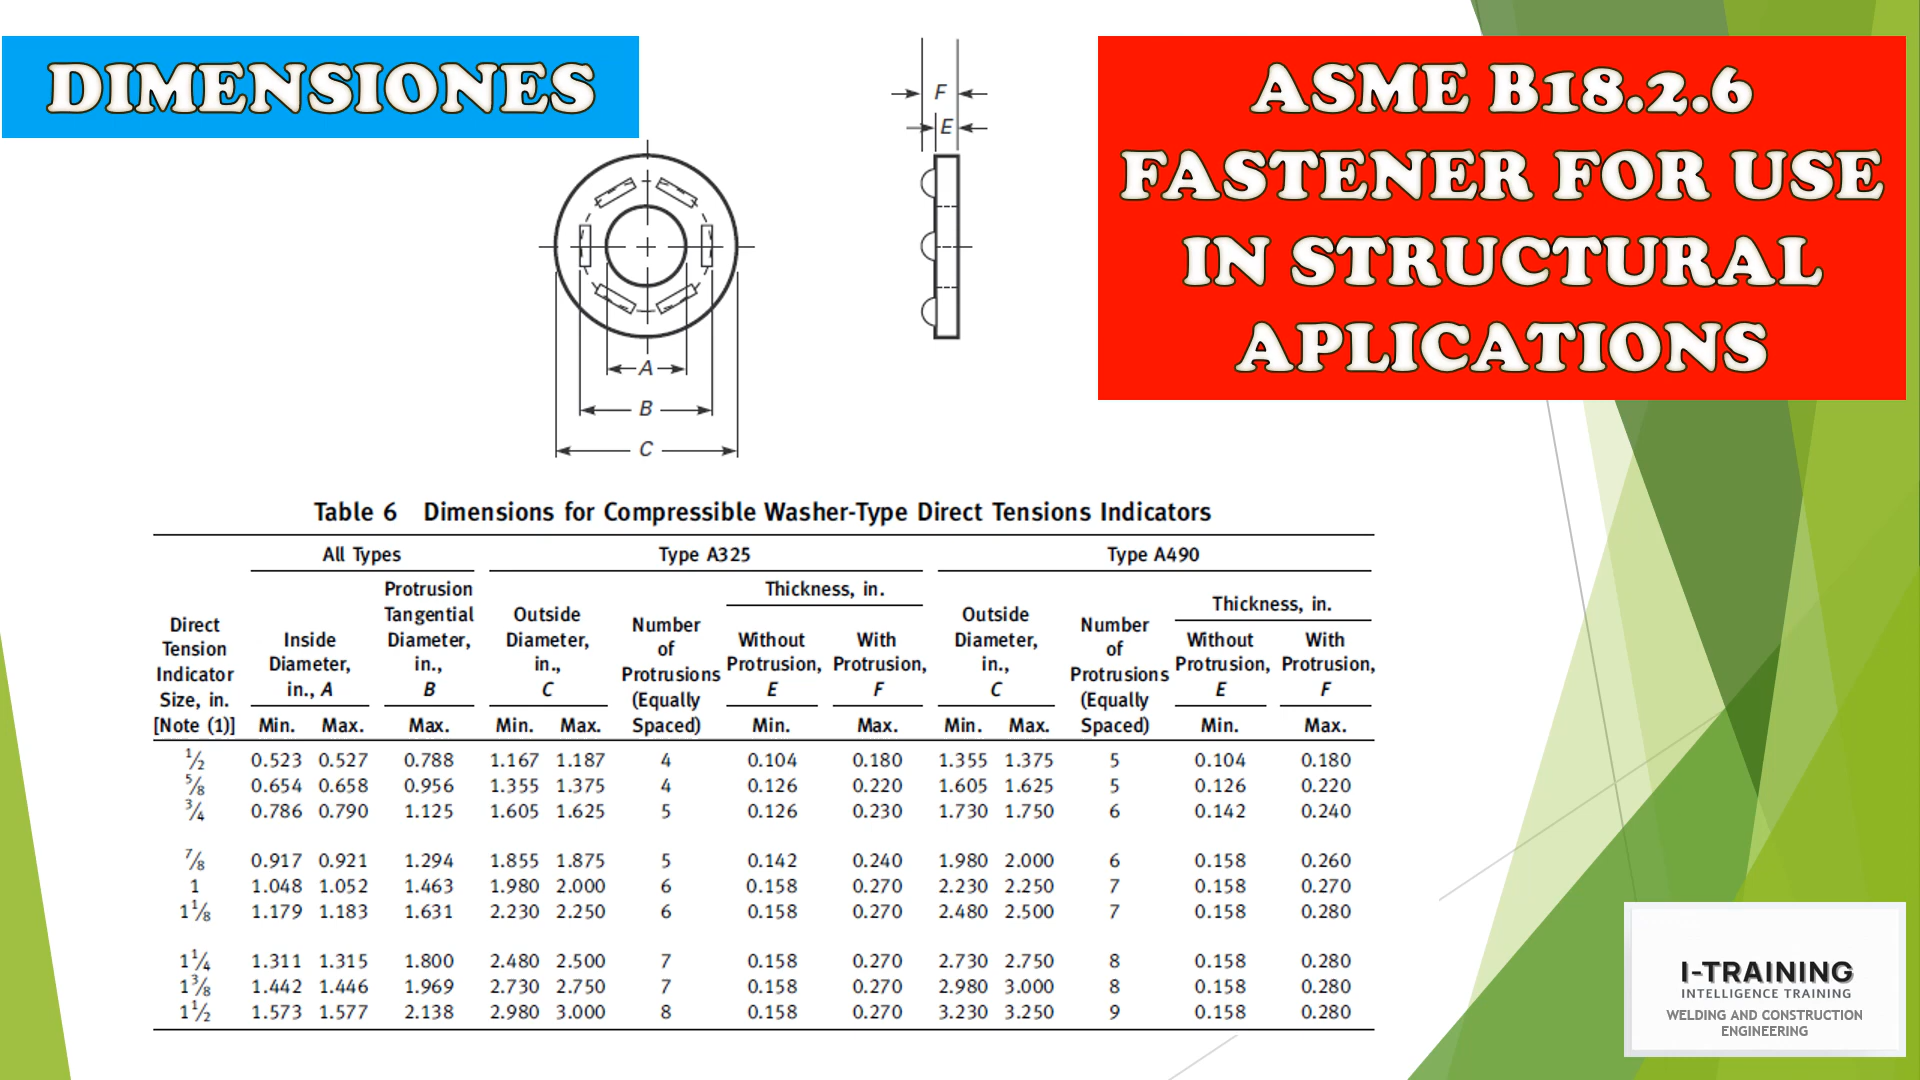 DIMENSIONES
ASME B18.2.6
FASTENER FOR USE
IN STRUCTURAL
APLICATIONS
F
E
A
B
C
Table 6 Dimensions for Compressible Washer-Type Direct Tensions Indicators
All Types Type A325 Type A490
Direct Tension Indicator Size, in. [Note (1)] Inside Diameter, in., A Protrusion Tangential Diameter, in., B Outside Diameter, in., C Number of Protrusions (Equally Spaced) Thickness, in. Without Protrusion, E With Protrusion, F Outside Diameter, in., C Number of Protrusions (Equally Spaced) Thickness, in. Without Protrusion, E With Protrusion, F
Min. Max. Max. Min. Max. Min. Max. Min. Max. Min. Max.
1/2 0.523 0.527 0.788 1.167 1.187 4 0.104 0.180 1.355 1.375 5 0.104 0.180
5/8 0.654 0.658 0.956 1.355 1.375 4 0.126 0.220 1.605 1.625 5 0.126 0.220
3/4 0.786 0.790 1.125 1.605 1.625 5 0.126 0.230 1.730 1.750 6 0.142 0.240
7/8 0.917 0.921 1.294 1.855 1.875 5 0.142 0.240 1.980 2.000 6 0.158 0.260
1 1.048 1.052 1.463 1.980 2.000 6 0.158 0.270 2.230 2.250 7 0.158 0.270
1 1/8 1.179 1.183 1.631 2.230 2.250 6 0.158 0.270 2.480 2.500 7 0.158 0.280
1 1/4 1.311 1.315 1.800 2.480 2.500 7 0.158 0.270 2.730 2.750 8 0.158 0.280
1 3/8 1.442 1.446 1.969 2.730 2.750 7 0.158 0.270 2.980 3.000 8 0.158 0.280
1 1/2 1.573 1.577 2.138 2.980 3.000 8 0.158 0.270 3.230 3.250 9 0.158 0.280
I-TRAINING
INTELLIGENCE TRAINING
WELDING AND CONSTRUCTION
ENGINEERING